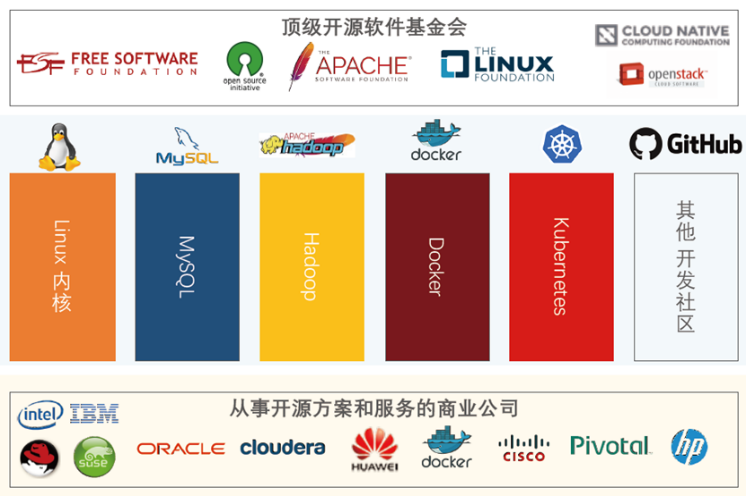 顶级开源软件基金会
FSF FREE SOFTWARE
FOUNDATION
open source
initiative
THE
APACHE®
SOFTWARE FOUNDATION
THE
LINUX
FOUNDATION
CLOUD NATIVE
COMPUTING FOUNDATION
openstack™
CLOUD SOFTWARE
MySQL
APACHE
hadoop
docker
GitHub
Linux 内核
MySQL
Hadoop
Docker
Kubernetes
其他 开发社区
从事开源方案和服务的商业公司
intel
IBM
SUSE
ORACLE
cloudera
HUAWEI
docker
CISCO
Pivotal
hp